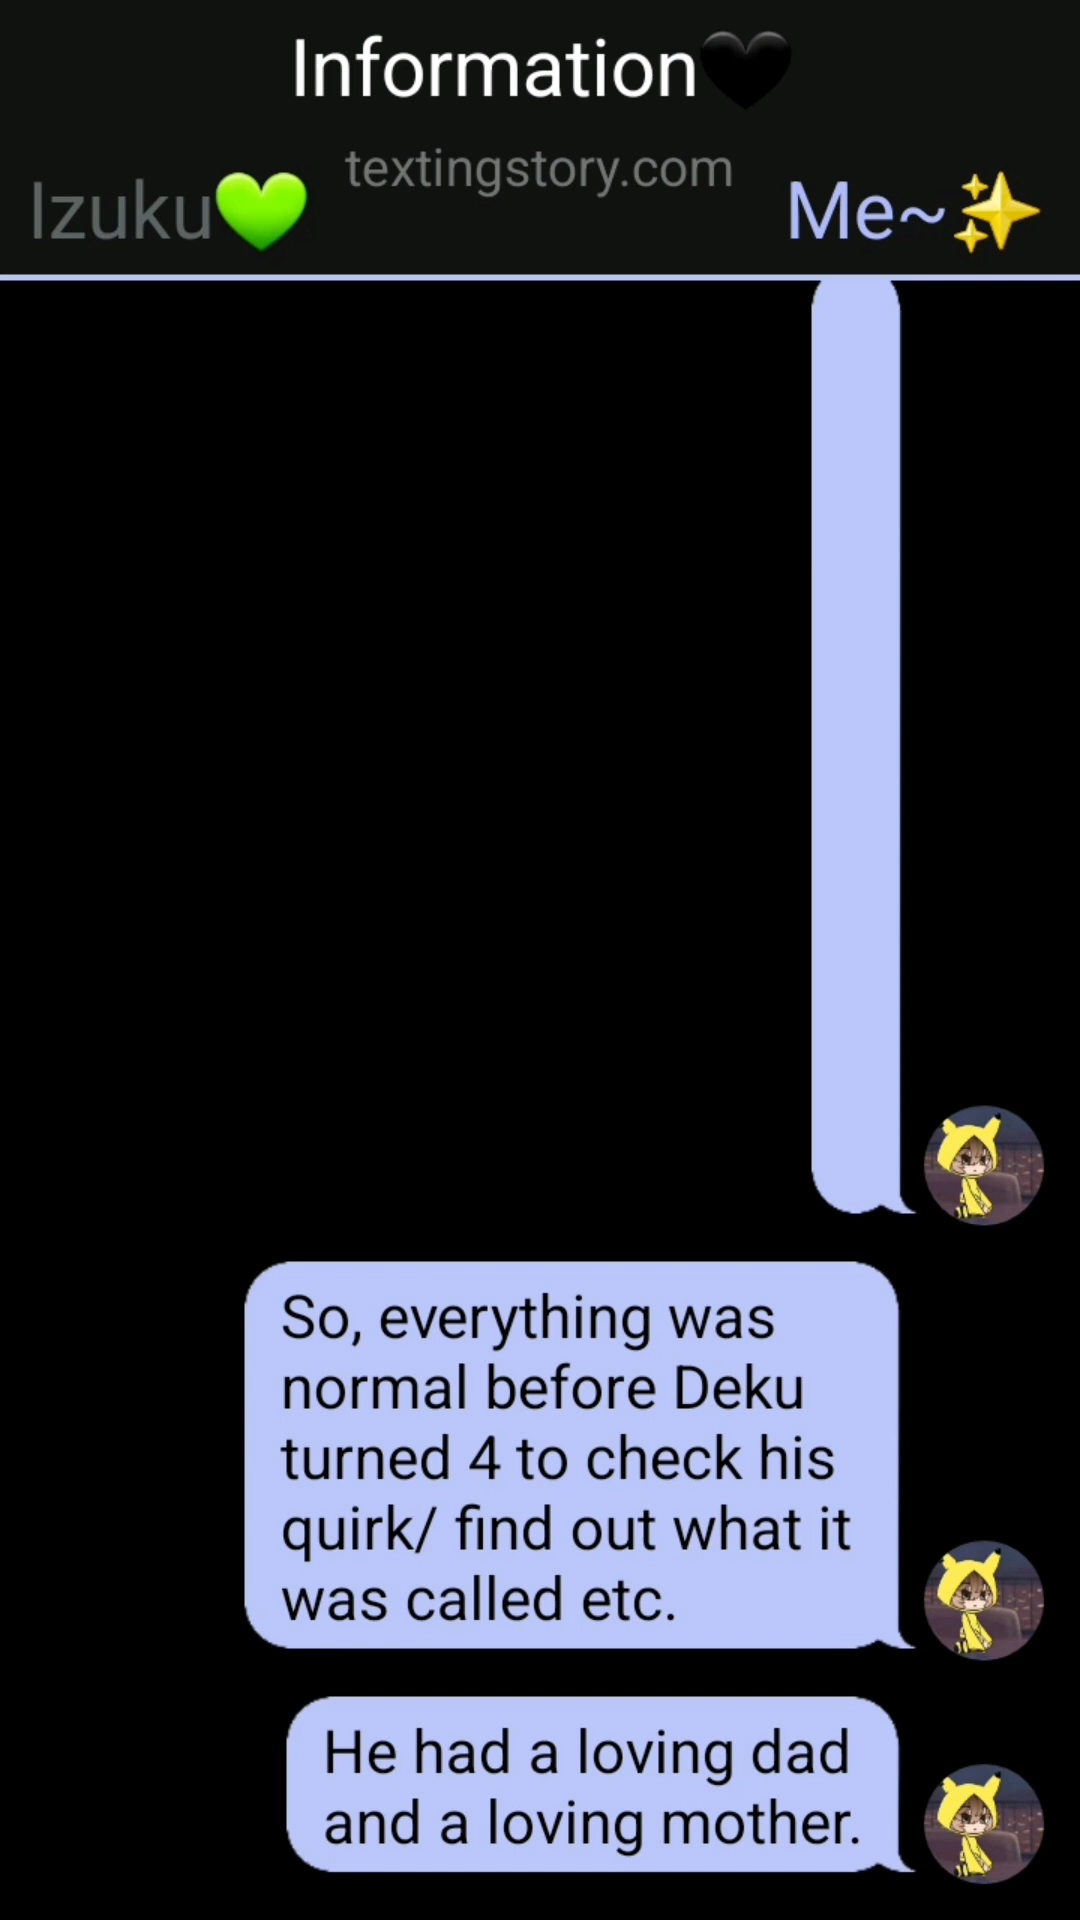 Information🖤
textingstory.com
Izuku💚
Me~✨
So, everything was
normal before Deku
turned 4 to check his
quirk/ find out what it
was called etc.
He had a loving dad
and a loving mother.